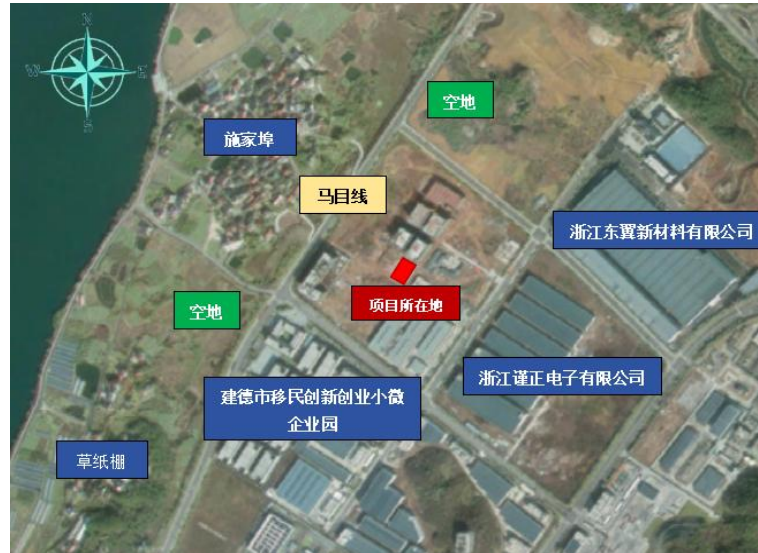 N
W
E
S
空地
施家埠
马目线
浙江东翼新材料有限公司
空地
项目所在地
浙江谨正电子有限公司
建德市移民创新创业小微
企业园
草纸棚